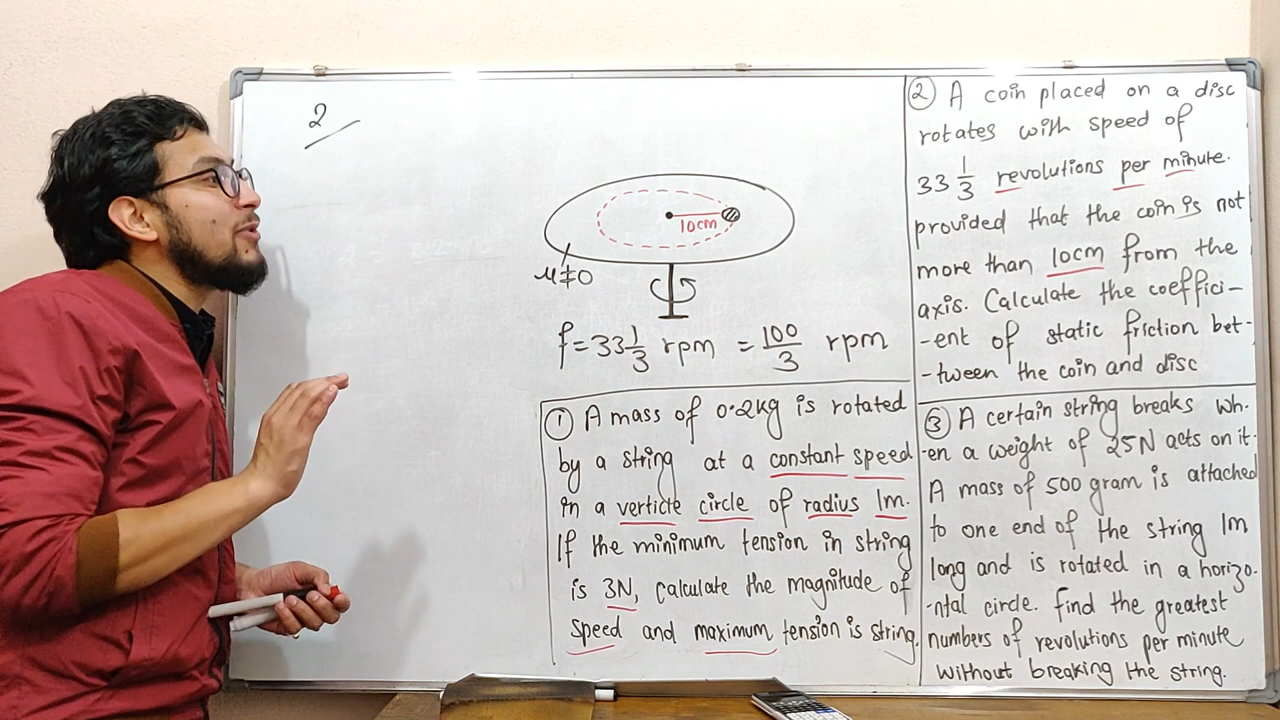 2
10cm
μ≠0
f=33 1/3 rpm = 100/3 rpm
① A mass of 0.2kg is rotated
by a string at a constant speed
in a verticle circle of radius 1m.
If the minimum tension in string
is 3N, calculate the magnitude of
speed and maximum tension is string.
② A coin placed on a disc
rotates with speed of
33 1/3 revolutions per minute.
provided that the coin is not
more than 10cm from the
axis. Calculate the coeffici-
-ent of static friction bet-
-tween the coin and disc
③ A certain string breaks wh-
-en a weight of 25N acts on it.
A mass of 500 gram is attached
to one end of the string 1m
long and is rotated in a horizo-
-ntal circle. find the greatest
numbers of revolutions per minute
without breaking the string.